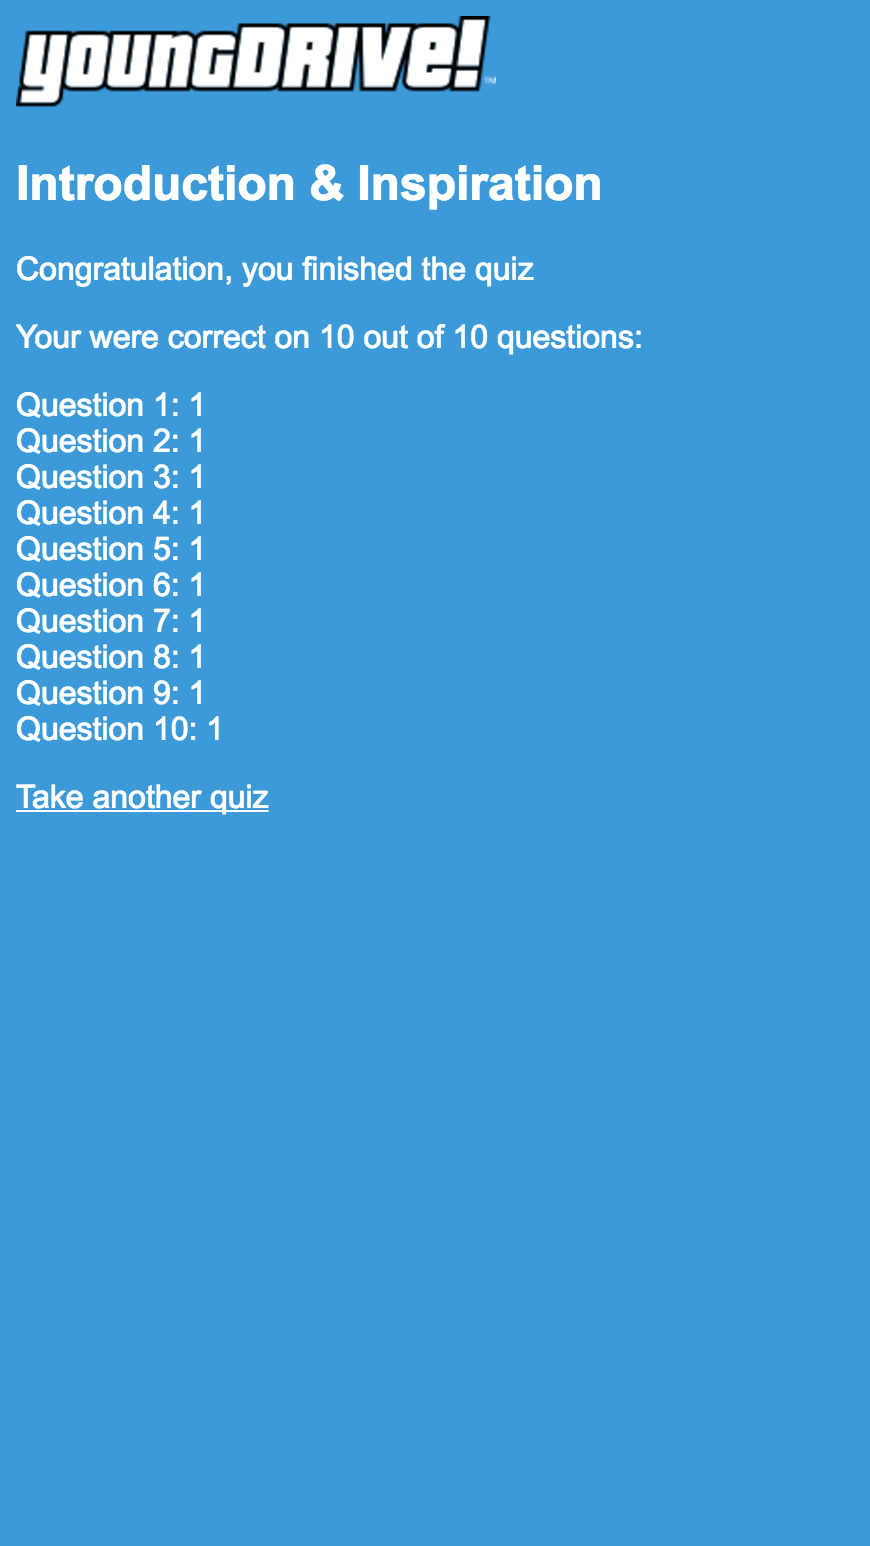 youngDRIVE!™
Introduction & Inspiration
Congratulation, you finished the quiz
Your were correct on 10 out of 10 questions:
Question 1: 1
Question 2: 1
Question 3: 1
Question 4: 1
Question 5: 1
Question 6: 1
Question 7: 1
Question 8: 1
Question 9: 1
Question 10: 1
Take another quiz